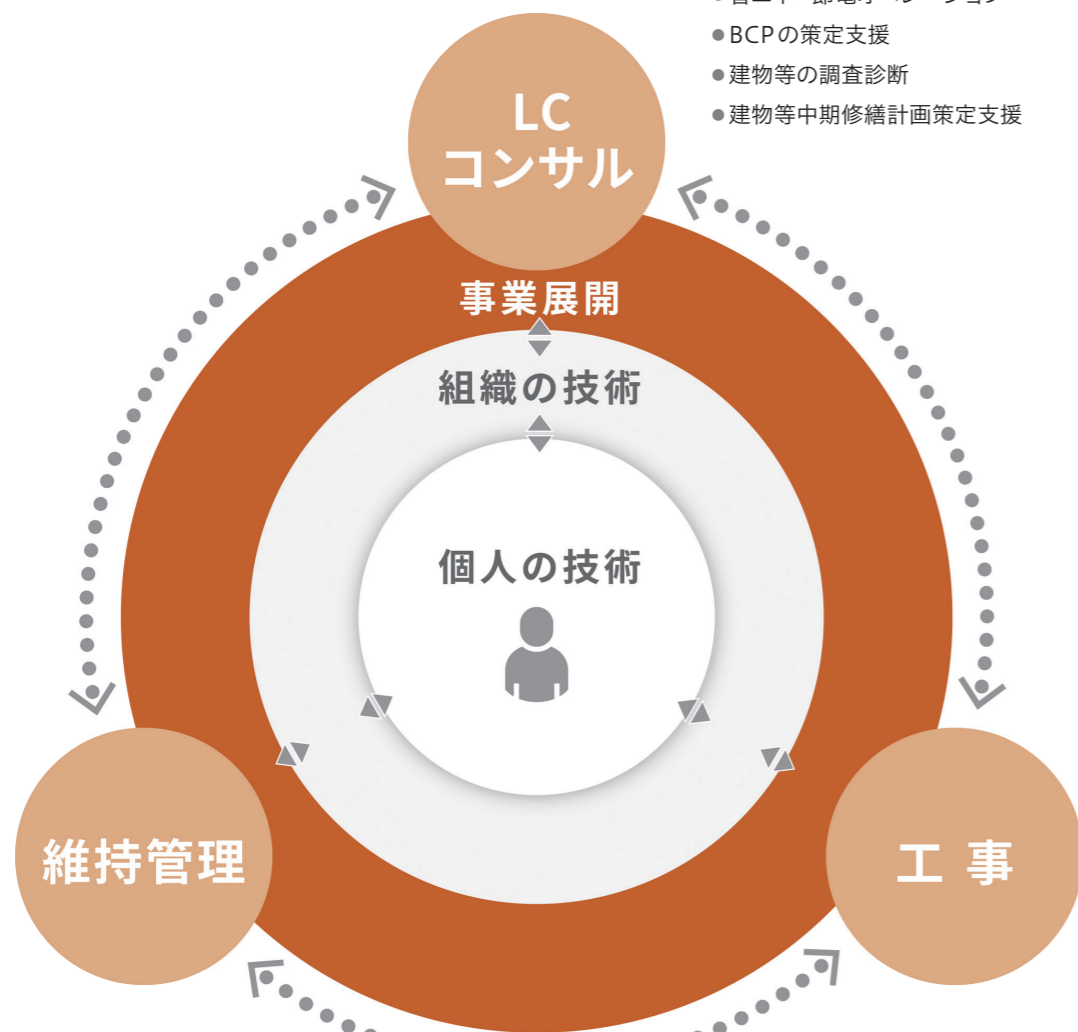 ●BCPの策定支援
●建物等の調査診断
●建物等中期修繕計画策定支援
LC
コンサル
事業展開
組織の技術
個人の技術
維持管理
工 事